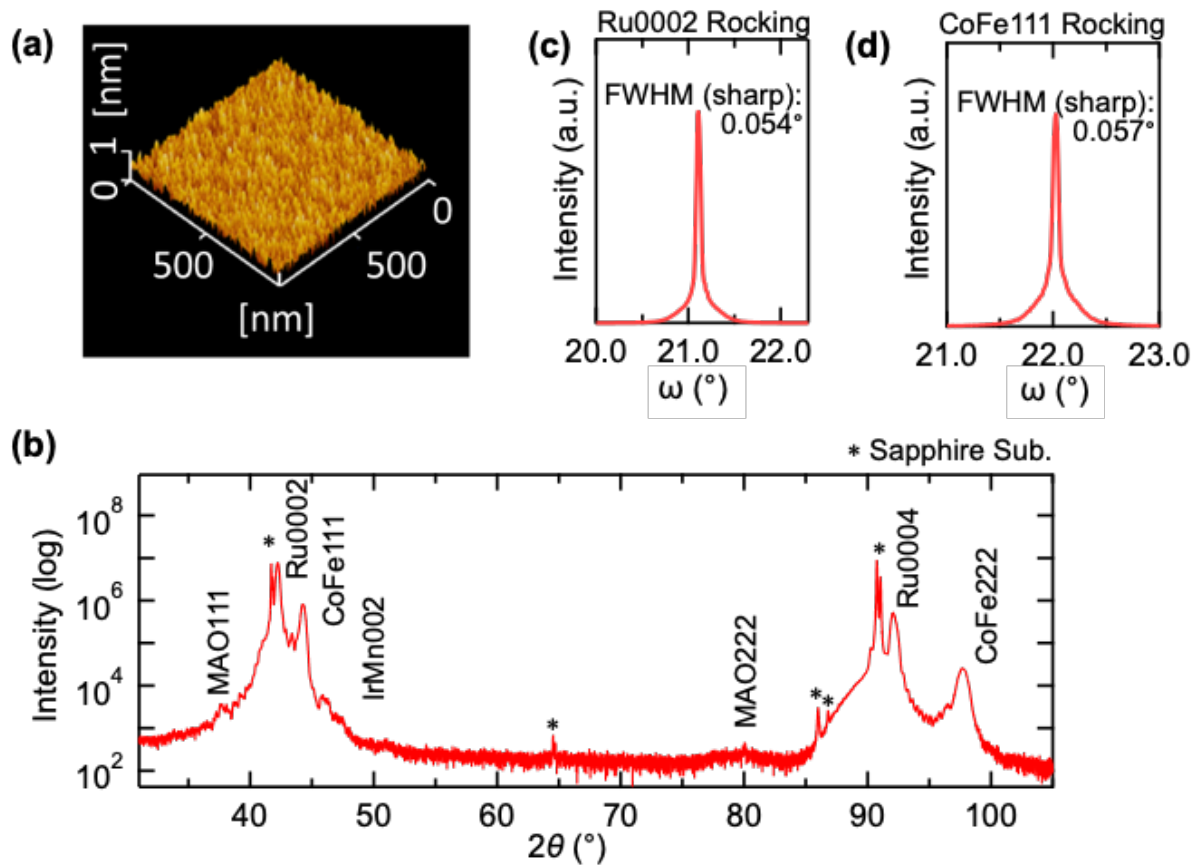 (a)
[nm]
1
0
500
500
0
[nm]
Ru0002 Rocking
(c)
FWHM (sharp):
0.054°
Intensity (a.u.)
20.0 21.0 22.0
ω (°)
CoFe111 Rocking
(d)
FWHM (sharp):
0.057°
Intensity (a.u.)
21.0 22.0 23.0
ω (°)
(b)
* Sapphire Sub.
Intensity (log)
10⁸
10⁶
10⁴
10²
MAO111
*
Ru0002
CoFe111
IrMn002
*
MAO222
*
*
*
Ru0004
CoFe222
40 50 60 70 80 90 100
2θ (°)